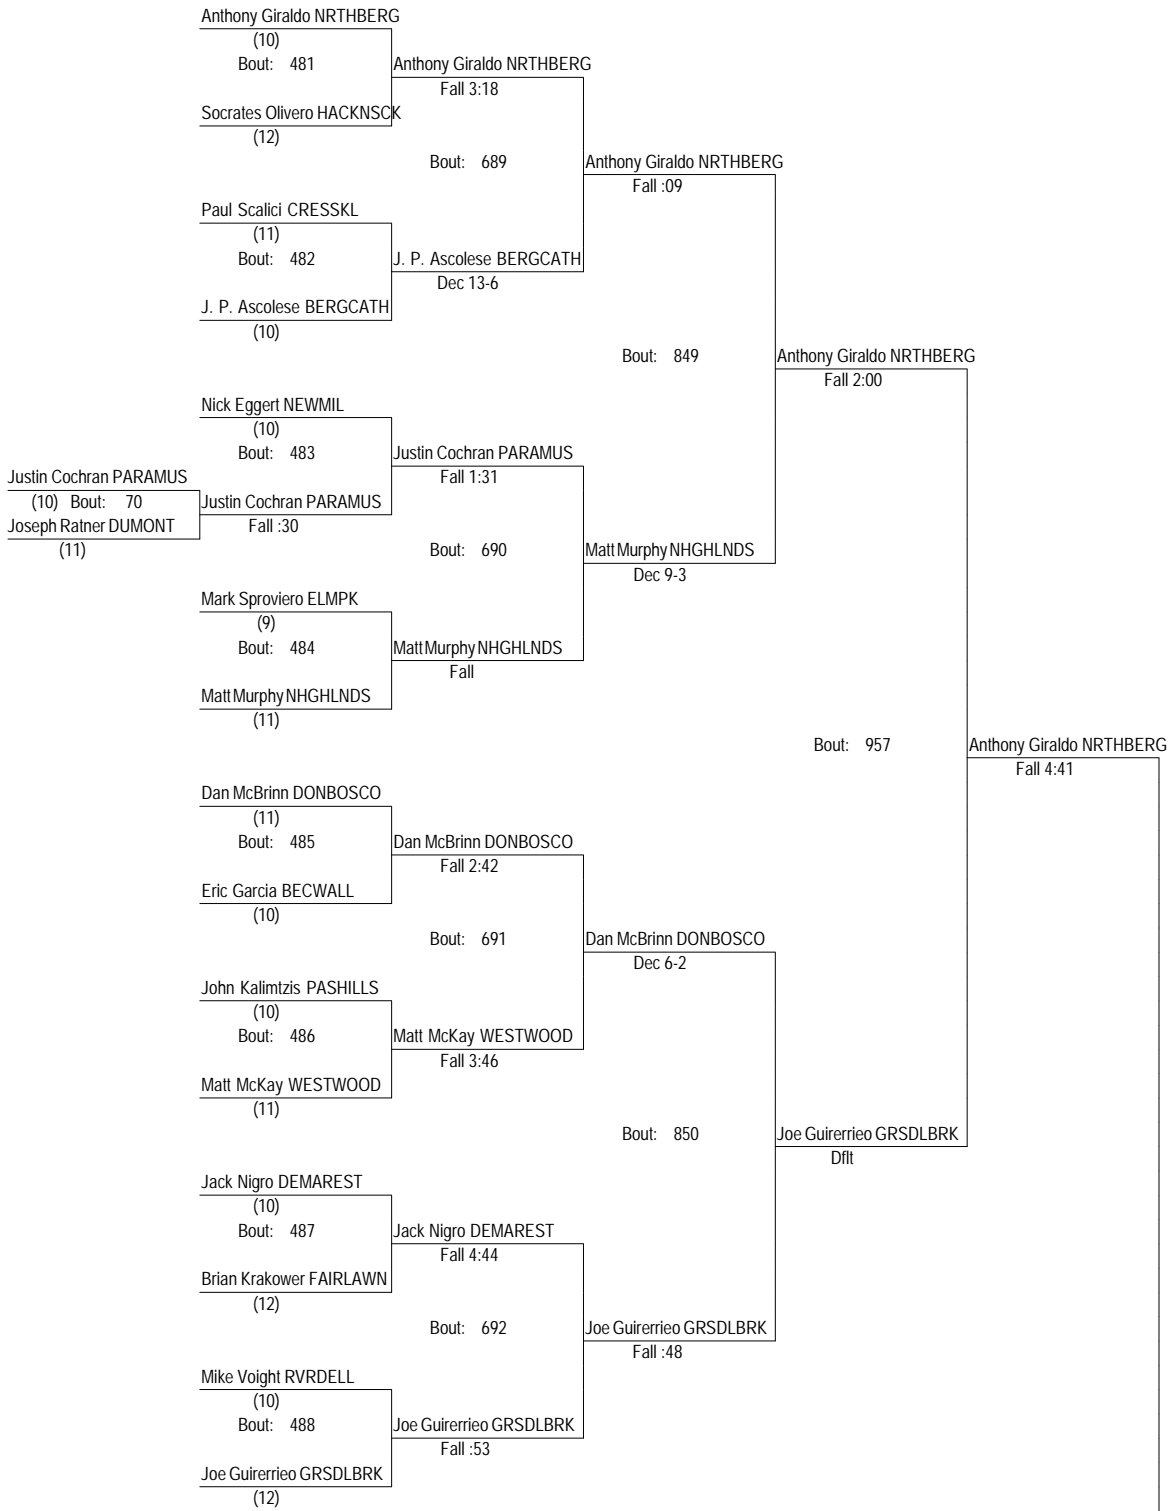 Anthony Giraldo NRTHBERG
(10)
Bout: 481
Anthony Giraldo NRTHBERG
Fall 3:18
Socrates Olivero HACKNSCK
(12)
Bout: 689
Anthony Giraldo NRTHBERG
Fall :09
Paul Scalici CRESSKL
(11)
Bout: 482
J. P. Ascolese BERGCATH
Dec 13-6
J. P. Ascolese BERGCATH
(10)
Bout: 849
Anthony Giraldo NRTHBERG
Fall 2:00
Nick Eggert NEWMIL
(10)
Bout: 483
Justin Cochran PARAMUS
Fall 1:31
Justin Cochran PARAMUS
(10) Bout: 70
Justin Cochran PARAMUS
Fall :30
Joseph Ratner DUMONT
(11)
Bout: 690
Matt Murphy NHGHLNDS
Dec 9-3
Mark Sproviero ELMPK
(9)
Bout: 484
Matt Murphy NHGHLNDS
Fall
Matt Murphy NHGHLNDS
(11)
Bout: 957
Anthony Giraldo NRTHBERG
Fall 4:41
Dan McBrinn DONBOSCO
(11)
Bout: 485
Dan McBrinn DONBOSCO
Fall 2:42
Eric Garcia BECWALL
(10)
Bout: 691
Dan McBrinn DONBOSCO
Dec 6-2
John Kalimtzis PASHILLS
(10)
Bout: 486
Matt McKay WESTWOOD
Fall 3:46
Matt McKay WESTWOOD
(11)
Bout: 850
Joe Guirerrieo GRSDLBRK
Dflt
Jack Nigro DEMAREST
(10)
Bout: 487
Jack Nigro DEMAREST
Fall 4:44
Brian Krakower FAIRLAWN
(12)
Bout: 692
Joe Guirerrieo GRSDLBRK
Fall :48
Mike Voight RVRDELL
(10)
Bout: 488
Joe Guirerrieo GRSDLBRK
Fall :53
Joe Guirerrieo GRSDLBRK
(12)